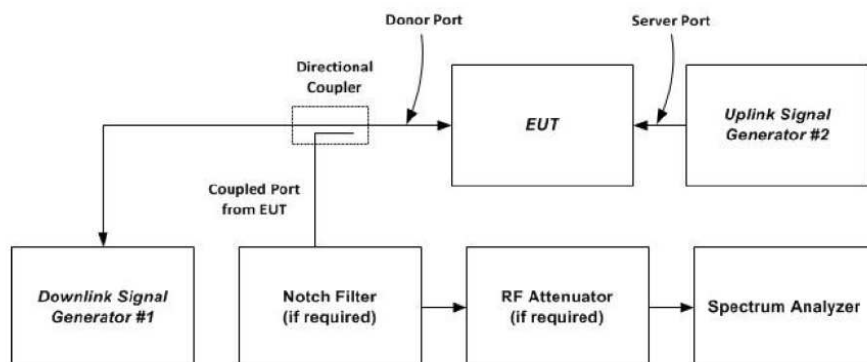 Donor Port
Server Port
Directional
Coupler
EUT
Uplink Signal
Generator #2
Coupled Port
from EUT
Downlink Signal
Generator #1
Notch Filter
(if required)
RF Attenuator
(if required)
Spectrum Analyzer